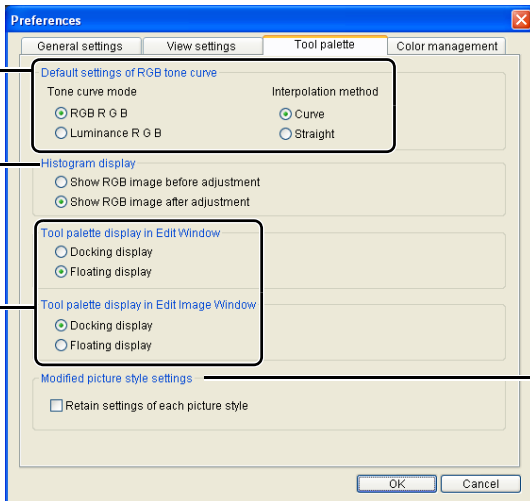 Preferences
General settings View settings Tool palette Color management
Default settings of RGB tone curve
Tone curve mode Interpolation method
RGB R G B Curve
Luminance R G B Straight
Histogram display
Show RGB image before adjustment
Show RGB image after adjustment
Tool palette display in Edit Window
Docking display
Floating display
Tool palette display in Edit Image Window
Docking display
Floating display
Modified picture style settings
Retain settings of each picture style
OK Cancel